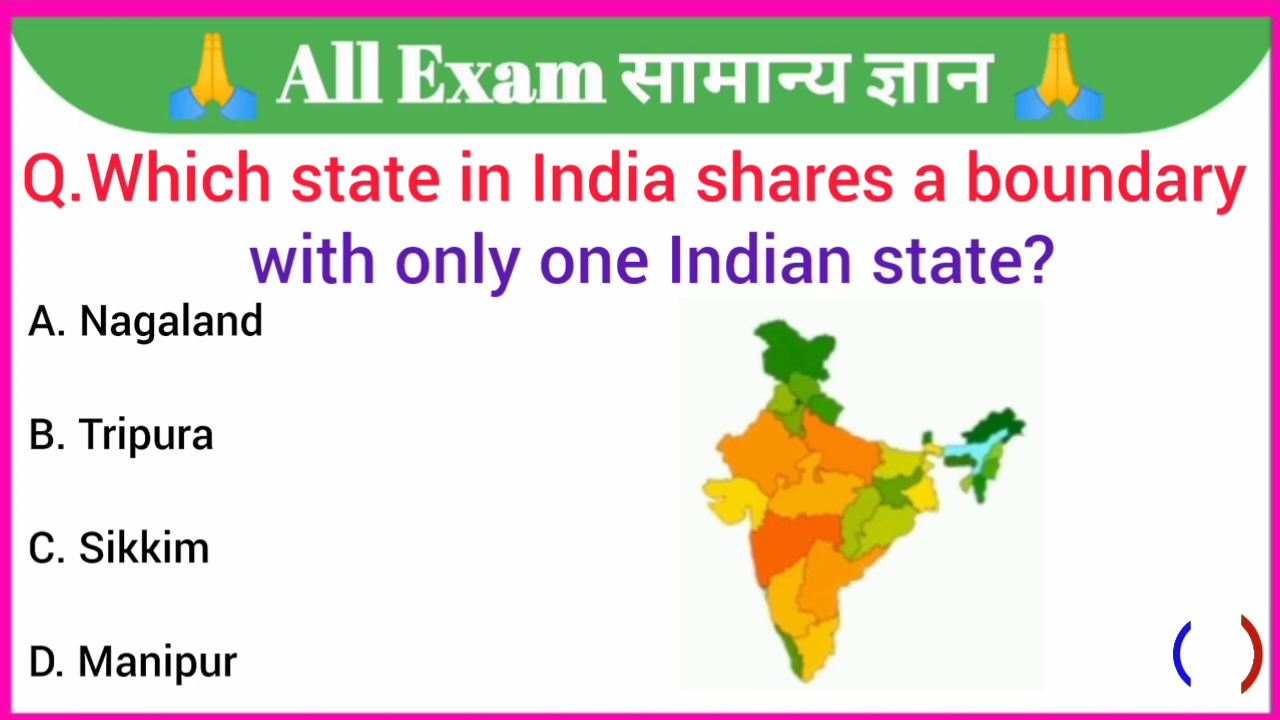 🙏 All Exam सामान्य ज्ञान 🙏
Q.Which state in India shares a boundary
with only one Indian state?
A. Nagaland
B. Tripura
C. Sikkim
D. Manipur